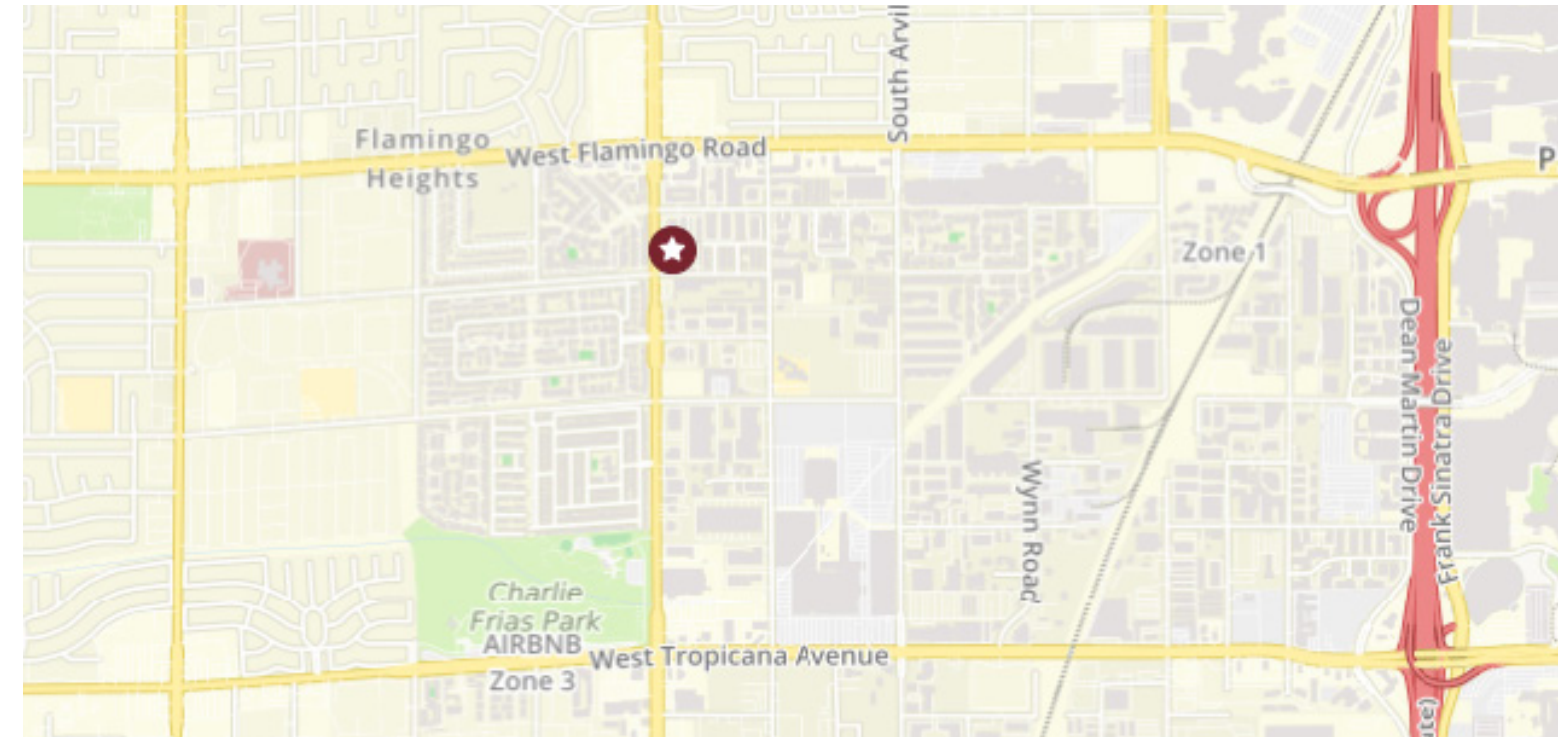 South Arvil
Flamingo
Heights
West Flamingo Road
P
Zone 1
Dean Martin Drive
Frank Sinatra Drive
Wynn Road
Charlie
Frias Park
AIRBNB
Zone 3
West Tropicana Avenue
ute)